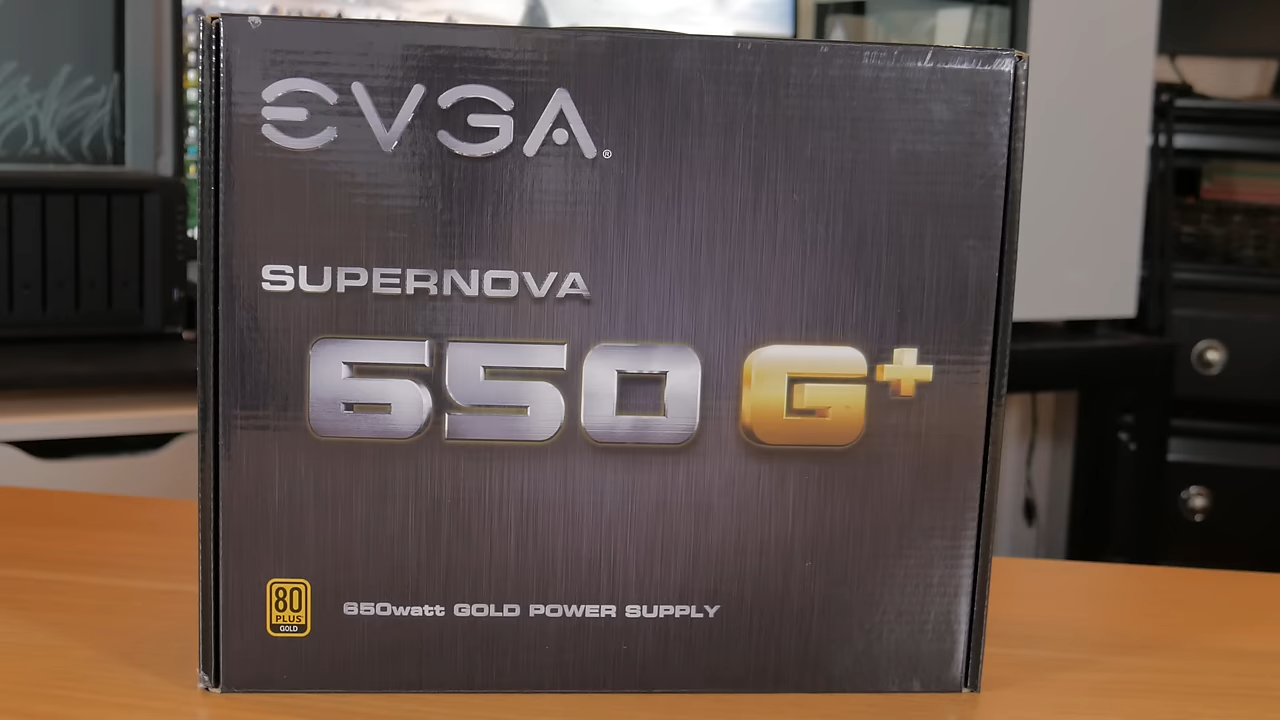 EVGA®
SUPERNOVA
650 G+
80
PLUS
GOLD
650watt GOLD POWER SUPPLY